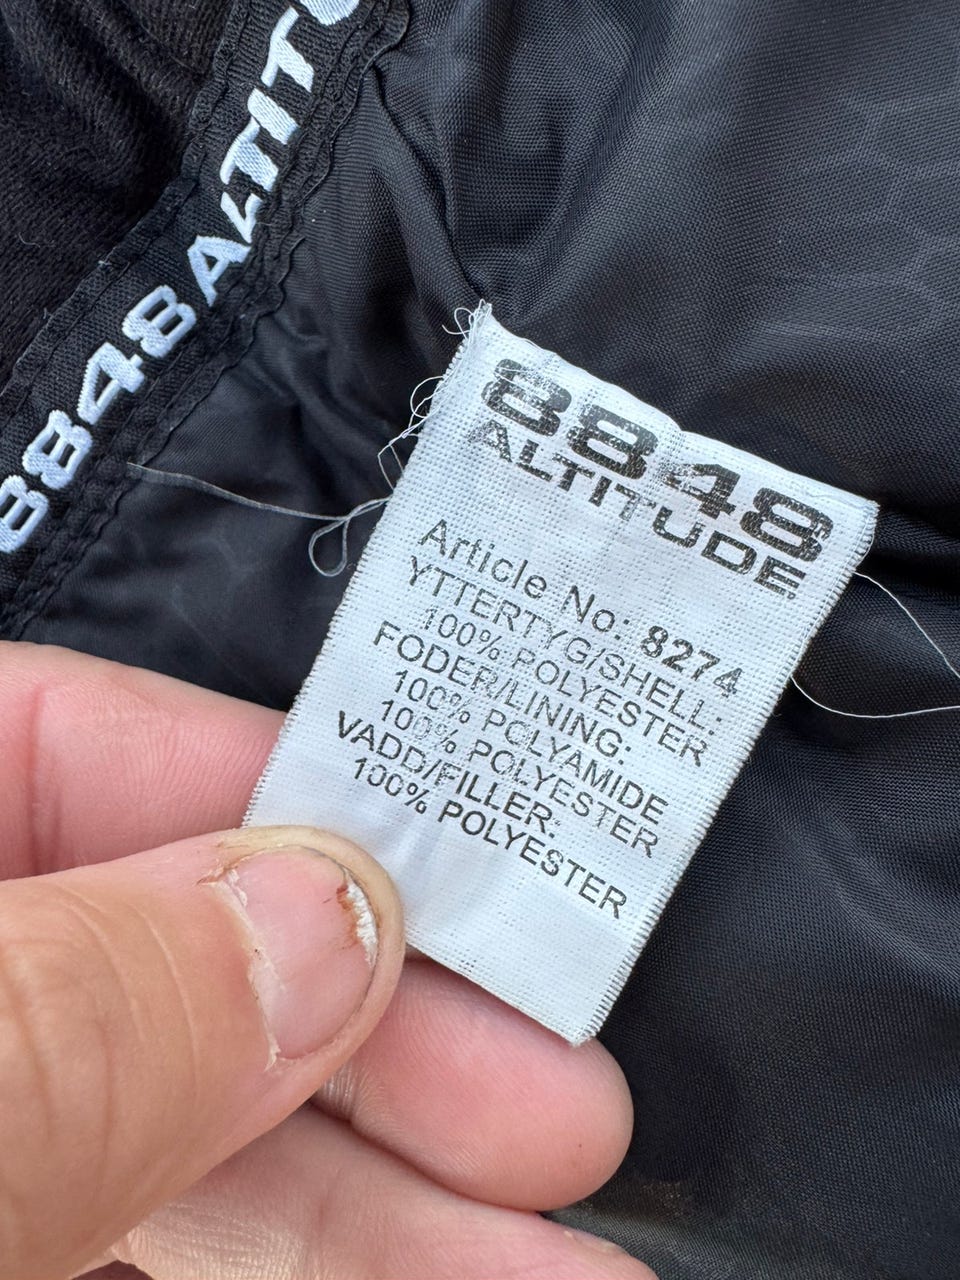 8848 ALTITU
8848
ALTITUDE
Article No: 8274
YTTERTYG/SHELL:
100% POLYESTER
FODER/LINING:
100% POLYAMIDE
100% POLYESTER
VADD/FILLER:
100% POLYESTER